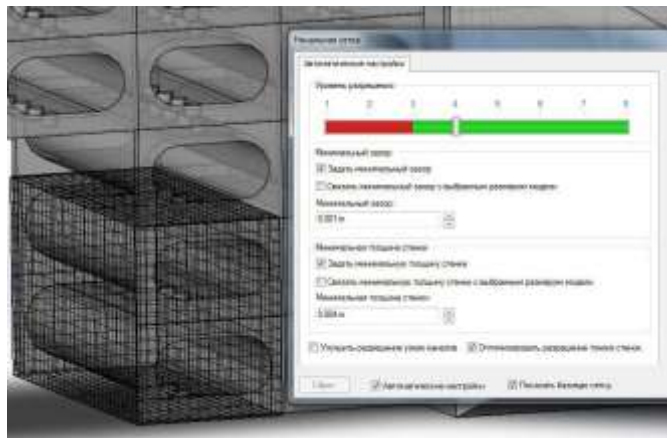 Начальная сетка
Автоматические настройки
Уровень разрешения:
1 2 3 4 5 6 7 8
Минимальный зазор
Задать минимальный зазор
Связать минимальный зазор с выбранным размером модели
Минимальный зазор:
0.001 м
Минимальная толщина стенки
Задать минимальную толщину стенки
Связать минимальную толщину стенки с выбранным размером модели
Минимальная толщина стенки:
0.004 м
Улучшить разрешение узких каналов Оптимизировать разрешение тонких стенок
Сброс Автоматические настройки Показать базовую сетку